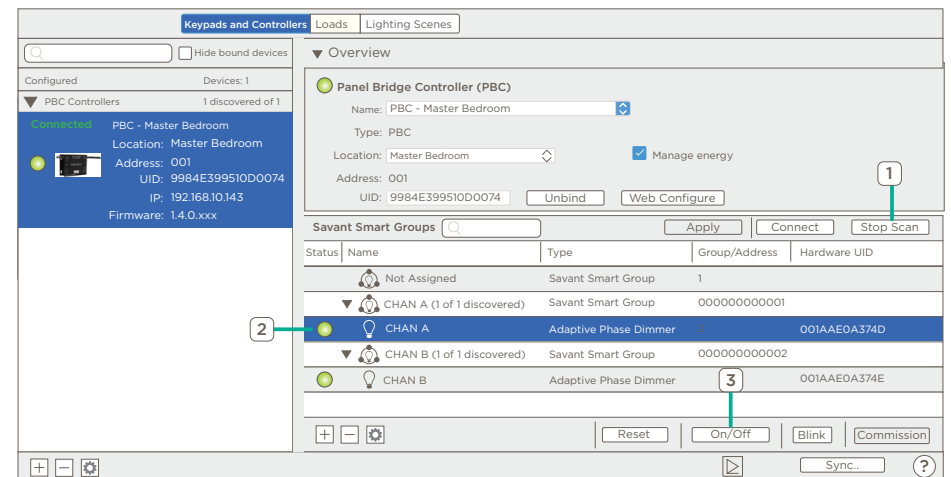 Keypads and Controllers Loads Lighting Scenes
Hide bound devices
Configured Devices: 1
PBC Controllers 1 discovered of 1
Connected PBC - Master Bedroom
Location: Master Bedroom
Address: 001
UID: 9984E399510D0074
IP: 192.168.10.143
Firmware: 1.4.0.xxx
Overview
Panel Bridge Controller (PBC)
Name: PBC - Master Bedroom
Type: PBC
Location: Master Bedroom Manage energy
Address: 001
UID: 9984E399510D0074 Unbind Web Configure
1
Savant Smart Groups Apply Connect Stop Scan
Status Name Type Group/Address Hardware UID
Not Assigned Savant Smart Group 1
CHAN A (1 of 1 discovered) Savant Smart Group 000000000001
2 CHAN A Adaptive Phase Dimmer 001AAE0A374D
CHAN B (1 of 1 discovered) Savant Smart Group 000000000002
CHAN B Adaptive Phase Dimmer 3 001AAE0A374E
+ − Reset On/Off Blink Commission
+ − Sync.. ?